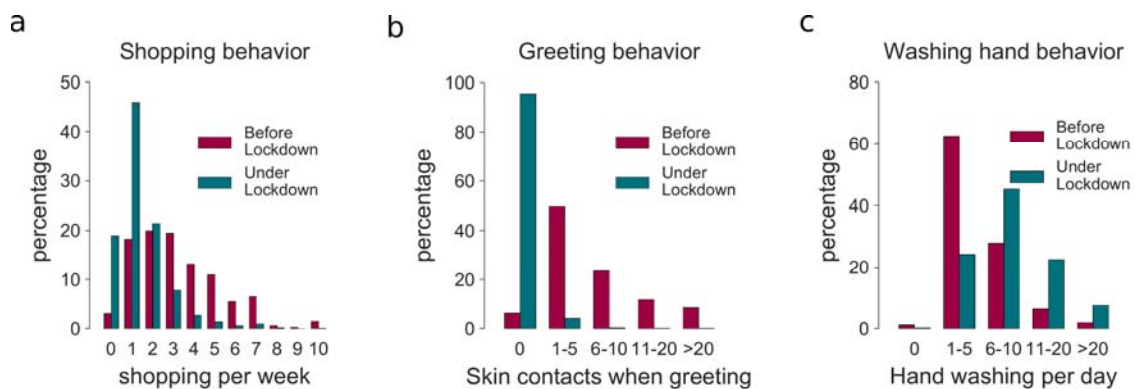 a
Shopping behavior
50
40
30
20
10
0
percentage
Before
Lockdown
Under
Lockdown
0 1 2 3 4 5 6 7 8 9 10
shopping per week
b
Greeting behavior
100
80
60
40
20
0
percentage
Before
Lockdown
Under
Lockdown
0 1-5 6-10 11-20 >20
Skin contacts when greeting
c
Washing hand behavior
80
60
40
20
0
percentage
Before
Lockdown
Under
Lockdown
0 1-5 6-10 11-20 >20
Hand washing per day